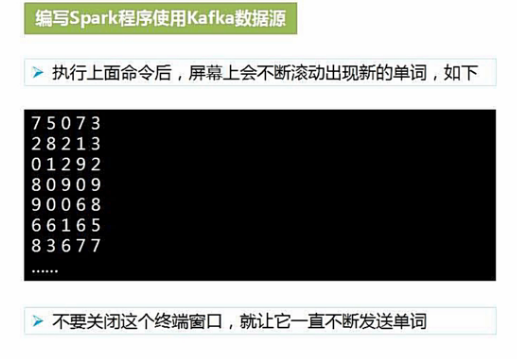 编写Spark程序使用Kafka数据源
执行上面命令后，屏幕上会不断滚动出现新的单词，如下
7 5 0 7 3
2 8 2 1 3
0 1 2 9 2
8 0 9 0 9
9 0 0 6 8
6 6 1 6 5
8 3 6 7 7
……
不要关闭这个终端窗口，就让它一直不断发送单词